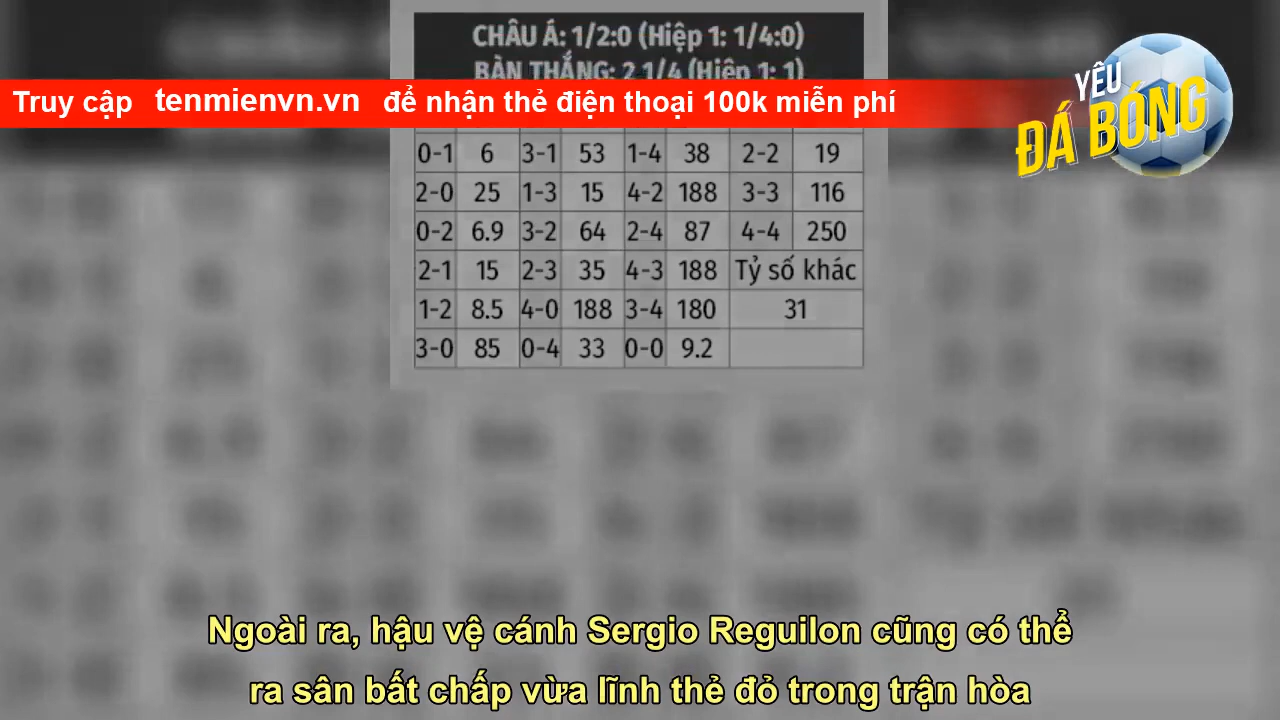 CHÂU Á: 1/2:0 (Hiệp 1: 1/4:0)
BÀN THẮNG: 2 1/4 (Hiệp 1: 1)
Truy cập tenmienvn.vn để nhận thẻ điện thoại 100k miễn phí
YÊU
ĐÁ BÓNG
0-1 6 3-1 53 1-4 38 2-2 19
2-0 25 1-3 15 4-2 188 3-3 116
0-2 6.9 3-2 64 2-4 87 4-4 250
2-1 15 2-3 35 4-3 188 Tỷ số khác
1-2 8.5 4-0 188 3-4 180 31
3-0 85 0-4 33 0-0 9.2
Ngoài ra, hậu vệ cánh Sergio Reguilon cũng có thể
ra sân bất chấp vừa lĩnh thẻ đỏ trong trận hòa